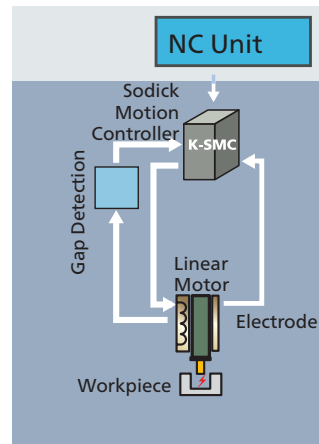 NC Unit
Sodick
Motion
Controller
K-SMC
Gap Detection
Linear
Motor
Electrode
Workpiece